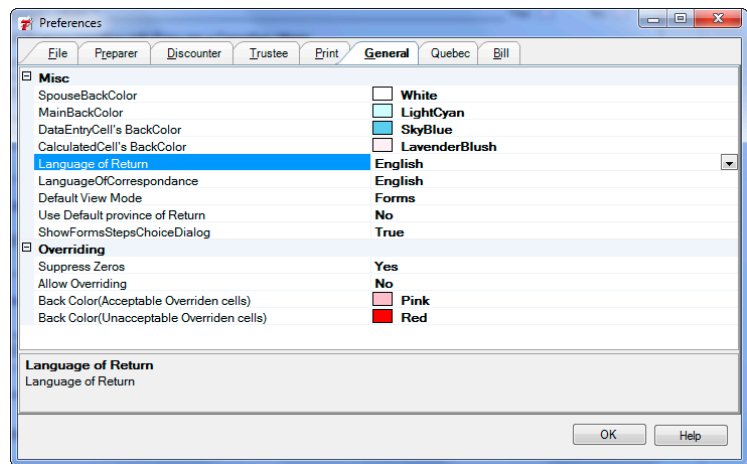 Preferences
File Preparer Discounter Trustee Print General Quebec Bill
Misc
SpouseBackColor White
MainBackColor LightCyan
DataEntryCell's BackColor SkyBlue
CalculatedCell's BackColor LavenderBlush
Language of Return English
LanguageOfCorrespondance English
Default View Mode Forms
Use Default province of Return No
ShowFormsStepsChoiceDialog True
Overriding
Suppress Zeros Yes
Allow Overriding No
Back Color(Acceptable Overriden cells) Pink
Back Color(Unacceptable Overriden cells) Red
Language of Return
Language of Return
OK Help